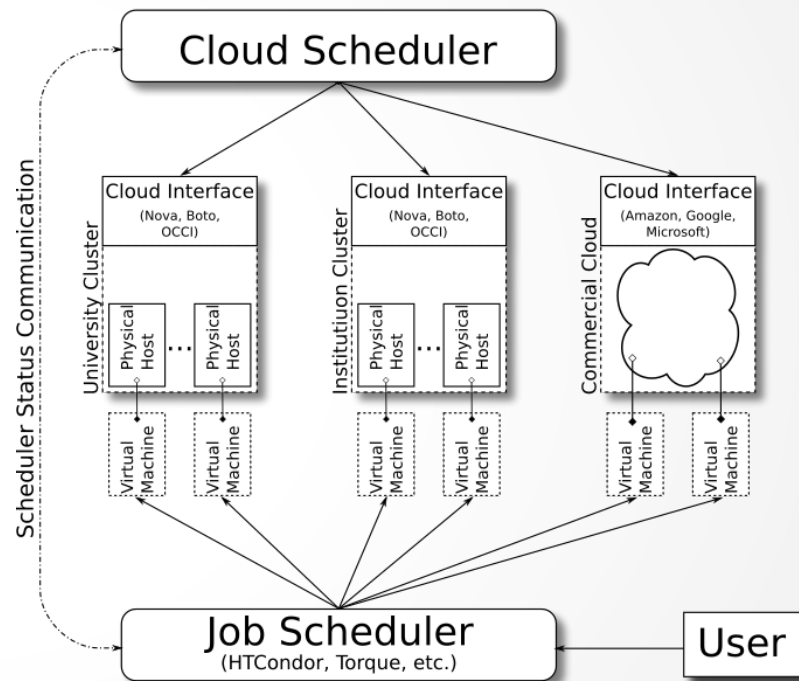 Cloud Scheduler
Scheduler Status Communication
University Cluster
Cloud Interface
(Nova, Boto,
OCCI)
Physical
Host
...
Physical
Host
Virtual
Machine
Virtual
Machine
Instituiuon Cluster
Cloud Interface
(Nova, Boto,
OCCI)
Physical
Host
...
Physical
Host
Virtual
Machine
Virtual
Machine
Commercial Cloud
Cloud Interface
(Amazon, Google,
Microsoft)
Virtual
Machine
Virtual
Machine
Job Scheduler
(HTCondor, Torque, etc.)
User